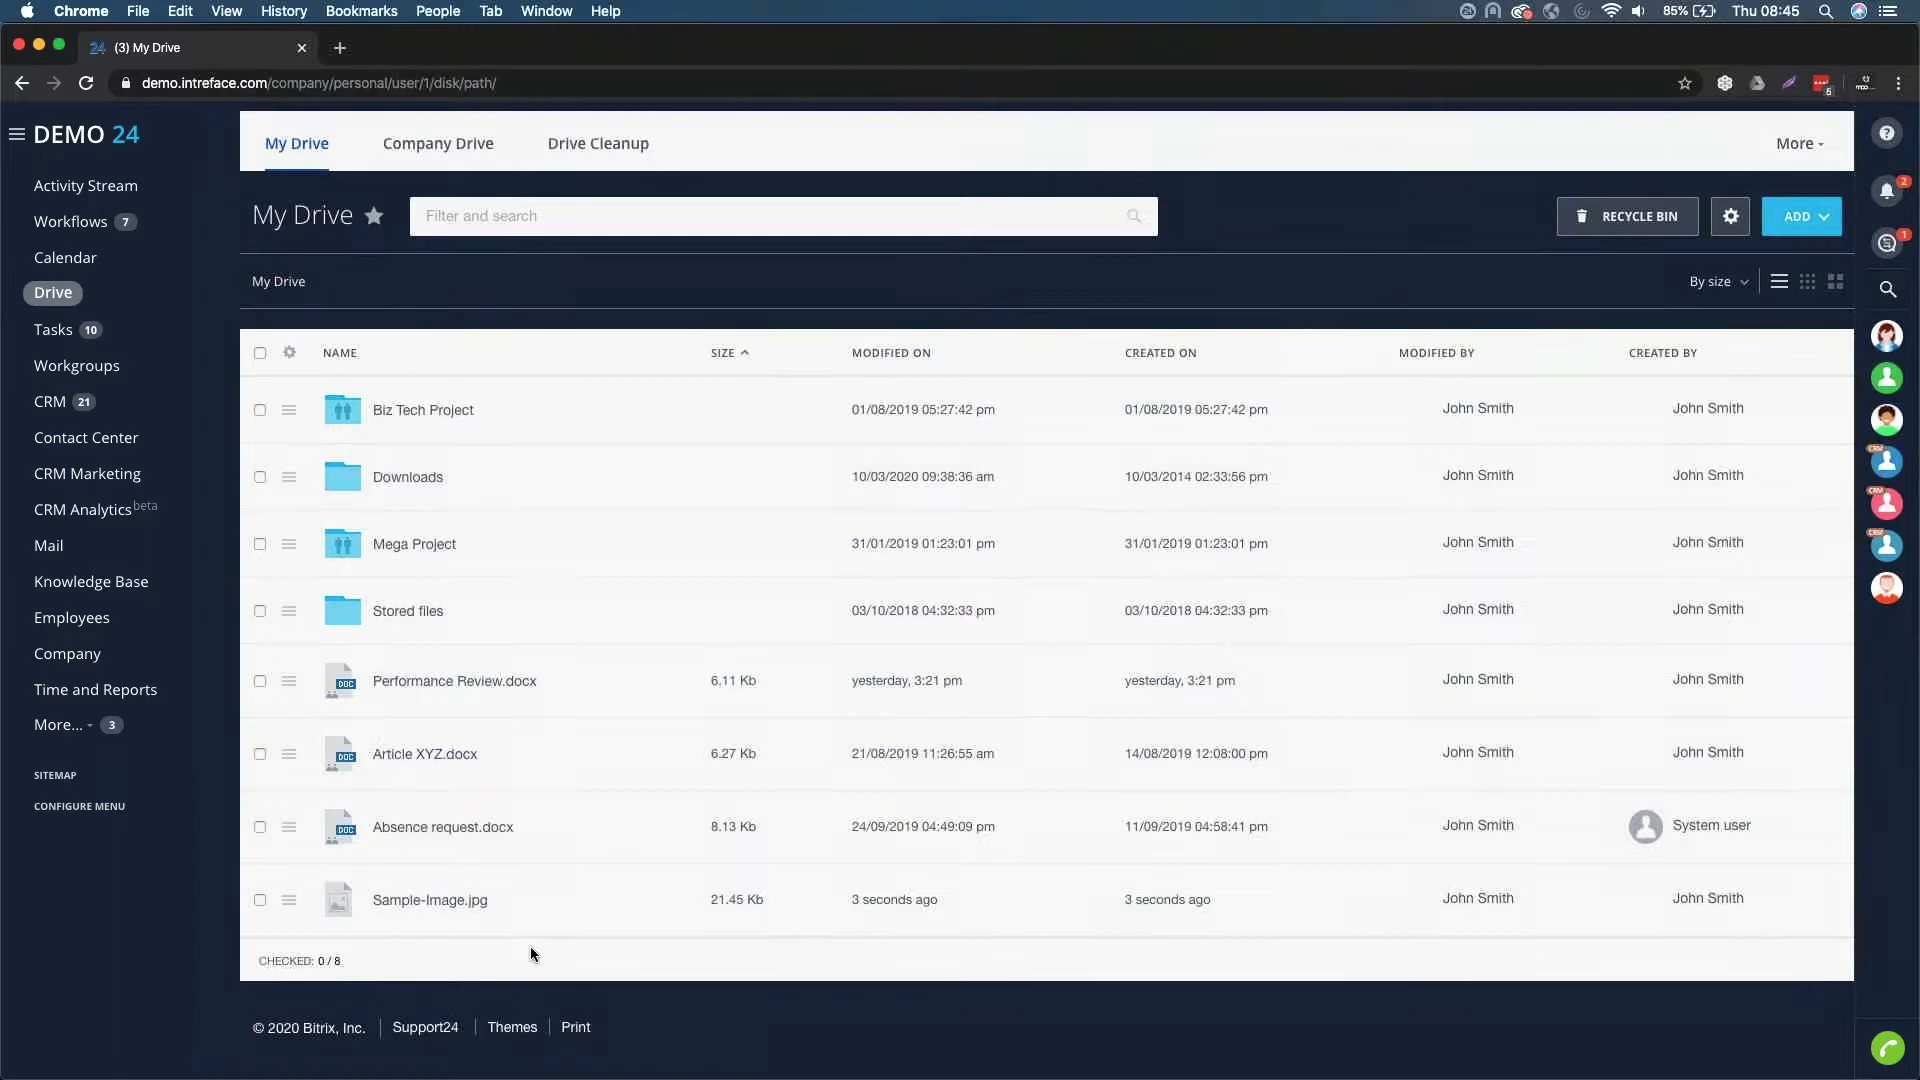 Chrome File Edit View History Bookmarks People Tab Window Help 85% Thu 08:45
24 (3) My Drive
demo.intreface.com/company/personal/user/1/disk/path/
5
DEMO 24
My Drive Company Drive Drive Cleanup More
Activity Stream
Workflows 7
Calendar
Drive
Tasks 10
Workgroups
CRM 21
Contact Center
CRM Marketing
CRM Analytics beta
Mail
Knowledge Base
Employees
Company
Time and Reports
More... 3
SITEMAP
CONFIGURE MENU
My Drive Filter and search RECYCLE BIN ADD
My Drive By size
NAME SIZE MODIFIED ON CREATED ON MODIFIED BY CREATED BY
Biz Tech Project 01/08/2019 05:27:42 pm 01/08/2019 05:27:42 pm John Smith John Smith
Downloads 10/03/2020 09:38:36 am 10/03/2014 02:33:56 pm John Smith John Smith
Mega Project 31/01/2019 01:23:01 pm 31/01/2019 01:23:01 pm John Smith John Smith
Stored files 03/10/2018 04:32:33 pm 03/10/2018 04:32:33 pm John Smith John Smith
DOC Performance Review.docx 6.11 Kb yesterday, 3:21 pm yesterday, 3:21 pm John Smith John Smith
DOC Article XYZ.docx 6.27 Kb 21/08/2019 11:26:55 am 14/08/2019 12:08:00 pm John Smith John Smith
DOC Absence request.docx 8.13 Kb 24/09/2019 04:49:09 pm 11/09/2019 04:58:41 pm John Smith System user
Sample-Image.jpg 21.45 Kb 3 seconds ago 3 seconds ago John Smith John Smith
CHECKED: 0 / 8
© 2020 Bitrix, Inc. Support24 Themes Print
?
2
1
CRM
CRM
CRM